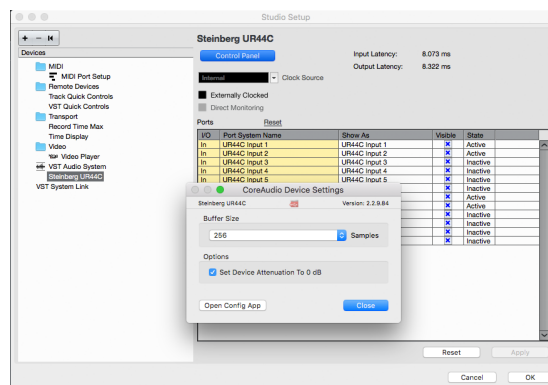 Studio Setup
+ - |◀
Devices
MIDI
MIDI Port Setup
Remote Devices
Track Quick Controls
VST Quick Controls
Transport
Record Time Max
Time Display
Video
Video Player
VST Audio System
Steinberg UR44C
VST System Link
Steinberg UR44C
Control Panel
Input Latency: 8.073 ms
Output Latency: 8.322 ms
Internal Clock Source
Externally Clocked
Direct Monitoring
Ports Reset
I/O Port System Name Show As Visible State
In UR44C Input 1 UR44C Input 1 Active
In UR44C Input 2 UR44C Input 2 Active
In UR44C Input 3 UR44C Input 3 Inactive
In UR44C Input 4 UR44C Input 4 Inactive
In UR44C Input 5 UR44C Input 5 Inactive
Inactive
Active
Active
Inactive
Inactive
Inactive
Inactive
CoreAudio Device Settings
Steinberg UR44C Version: 2.2.9.84
Buffer Size
256 Samples
Options
Set Device Attenuation To 0 dB
Open Config App Close
Reset Apply
Cancel OK